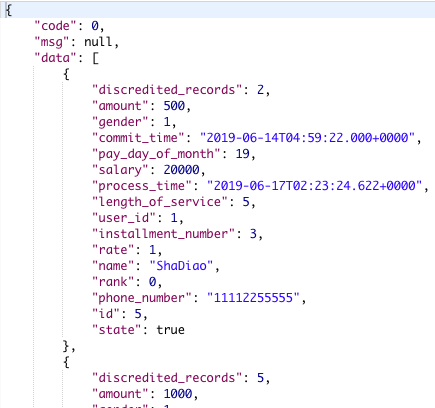 {
"code": 0,
"msg": null,
"data": [
{
"discredited_records": 2,
"amount": 500,
"gender": 1,
"commit_time": "2019-06-14T04:59:22.000+0000",
"pay_day_of_month": 19,
"salary": 20000,
"process_time": "2019-06-17T02:23:24.622+0000",
"length_of_service": 5,
"user_id": 1,
"installment_number": 3,
"rate": 1,
"name": "ShaDiao",
"rank": 0,
"phone_number": "11112255555",
"id": 5,
"state": true
},
{
"discredited_records": 5,
"amount": 1000,
"gender": 1